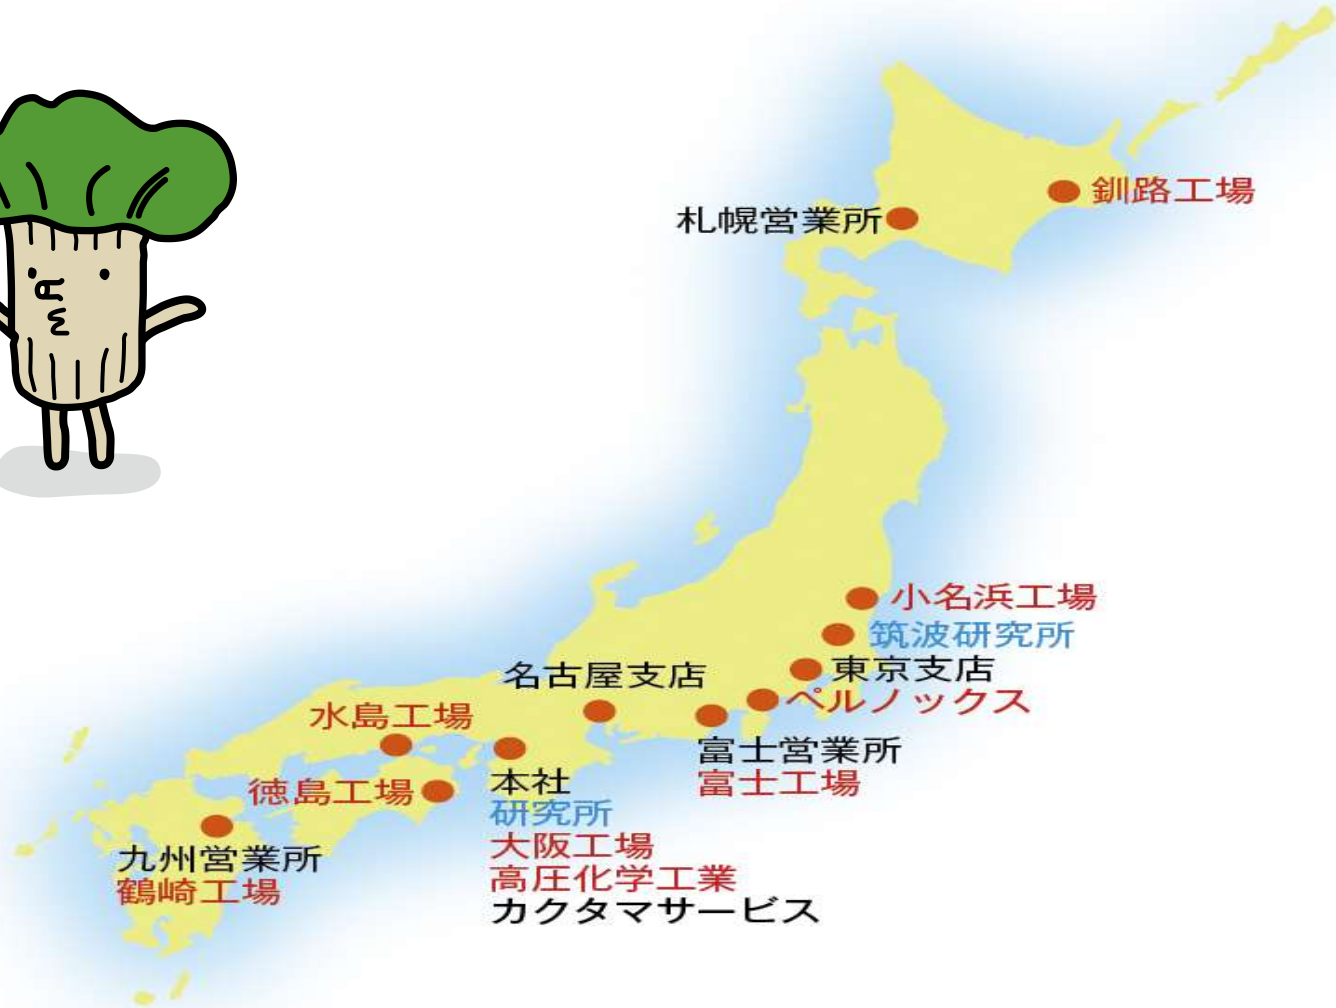 釧路工場
札幌営業所
小名浜工場
筑波研究所
東京支店
ペルノックス
名古屋支店
富士営業所
富士工場
水島工場
徳島工場
本社
研究所
大阪工場
高圧化学工業
カクタマサービス
九州営業所
鶴崎工場